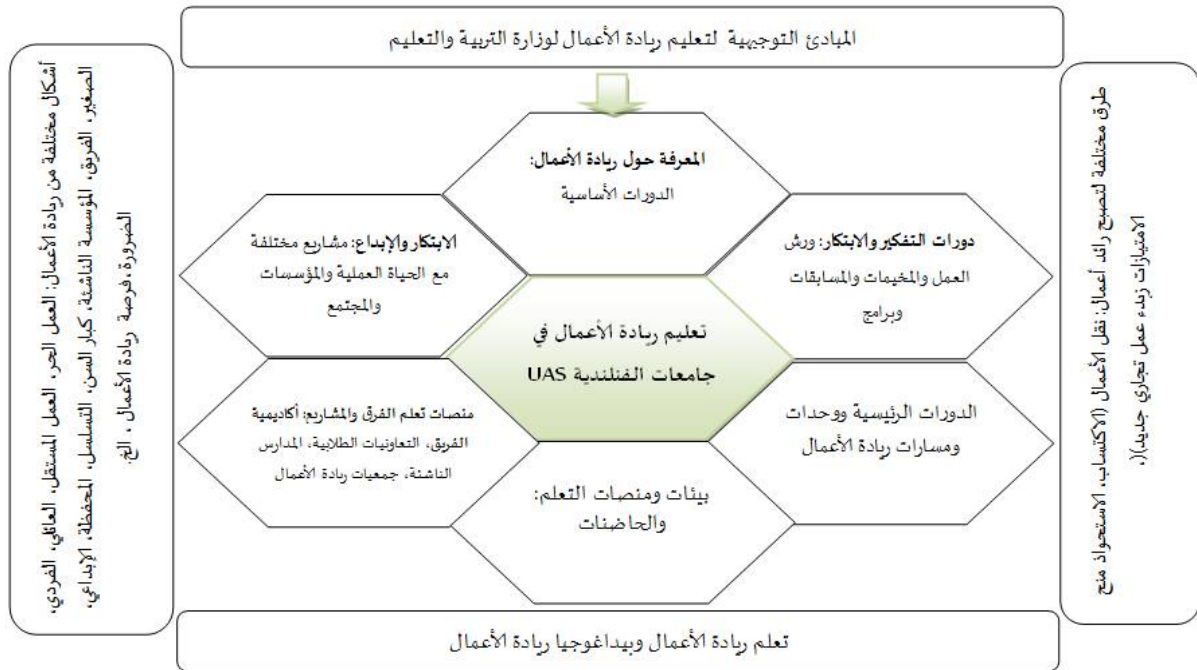 المبادئ التوجيهية لتعليم ريادة الأعمال لوزارة التربية والتعليم
طرق مختلفة لتصبح رائد أعمال: نقل الأعمال (الاكتساب، الاستحواذ منح
الامتيازات زبدء عمل تجاري جديد)(،
المعرفة حول ريادة الأعمال:
الدورات الأساسية
دورات التفكير والابتكار: ورش
العمل والمخيمات والمسابقات
وبرامج
الابتكار والإبداع: مشاريع مختلفة
مع الحياة العملية والمؤسسات
والمجتمع
تعليم ريادة الأعمال في
جامعات الفنلندية UAS
الدورات الرئيسية ووحدات
ومسارات ريادة الأعمال
منصات تعلم الفرق والمشاريع: أكاديمية
الفريق، التعاونيات الطلابية، المدارس
الناشئة، جمعيات ريادة الأعمال
بيئات ومنصات التعلم:
والحاضنات
أشكال مختلفة من ريادة الأعمال: العمل الحر، العمل المستقل، العائلي، الفردي،
الصغير، الفريق، المؤسسة الناشئة، كبار السن، التسلسل، المحفظة، الإبداعي،
الضرورة،فرصة ريادة الأعمال ، الخ.
تعلم ريادة الأعمال وبيداغوجيا ريادة الأعمال